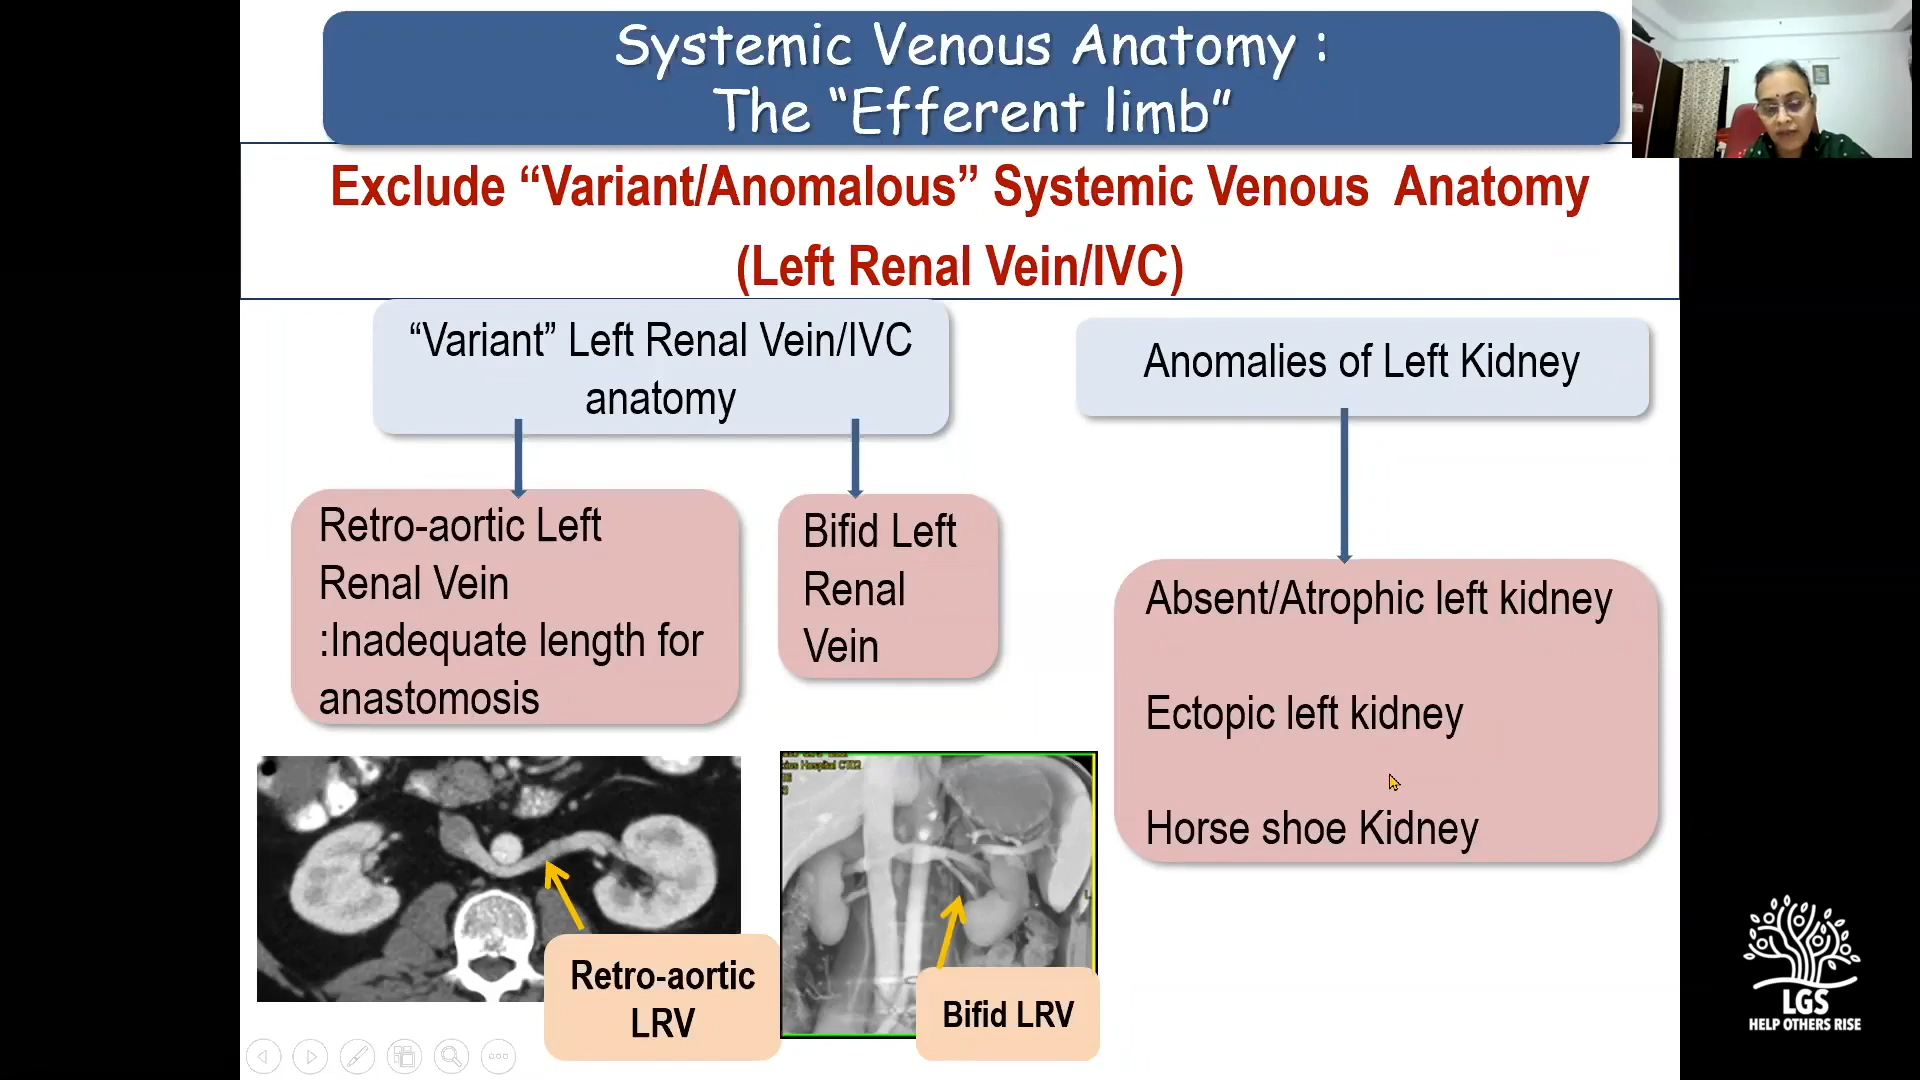 Systemic Venous Anatomy :
The “Efferent limb”
Exclude “Variant/Anomalous” Systemic Venous Anatomy
(Left Renal Vein/IVC)
“Variant” Left Renal Vein/IVC
anatomy
Anomalies of Left Kidney
Retro-aortic Left
Renal Vein
:Inadequate length for
anastomosis
Bifid Left
Renal
Vein
Absent/Atrophic left kidney
Ectopic left kidney
Horse shoe Kidney
Hospital CT02
Retro-aortic
LRV
Bifid LRV
LGS
HELP OTHERS RISE